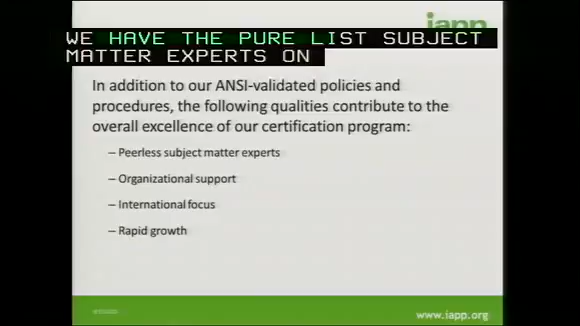 iapp
WE HAVE THE PURE LIST SUBJECT
MATTER EXPERTS ON
In addition to our ANSI-validated policies and
procedures, the following qualities contribute to the
overall excellence of our certification program:
– Peerless subject matter experts
– Organizational support
– International focus
– Rapid growth
www.iapp.org